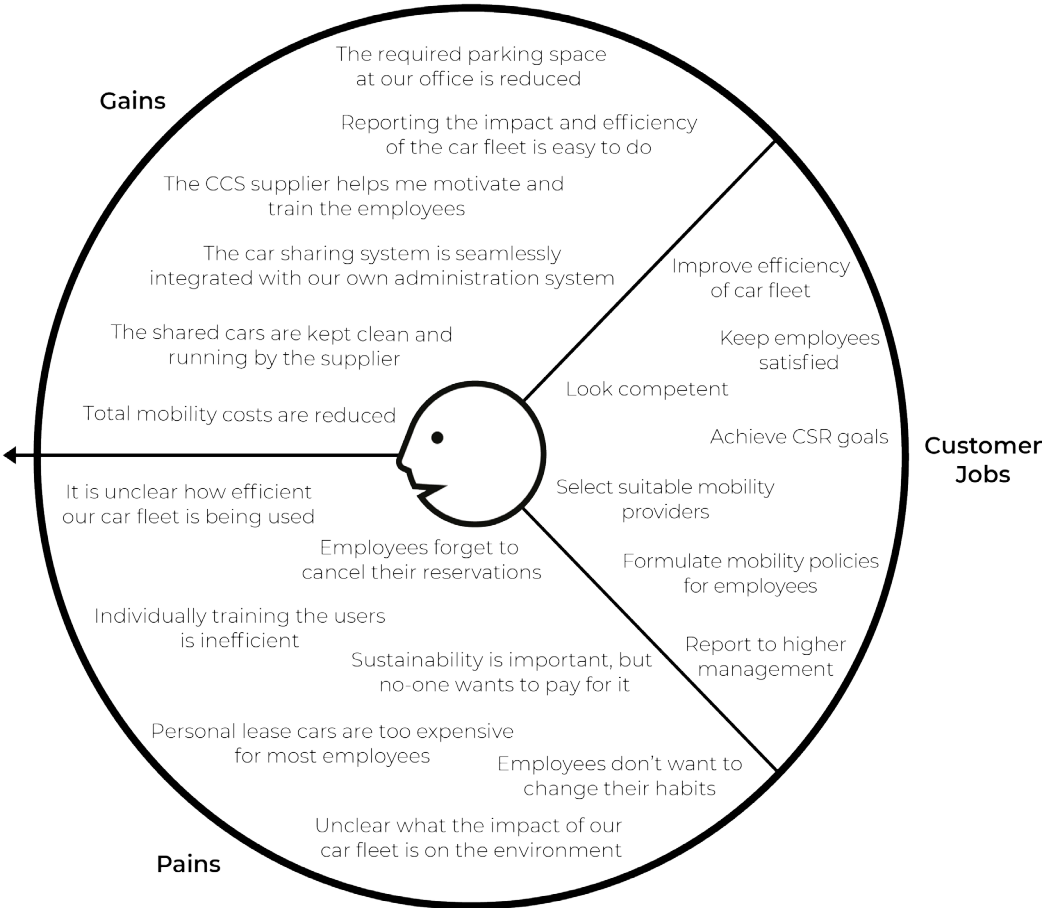 Gains
The required parking space
at our office is reduced
Reporting the impact and efficiency
of the car fleet is easy to do
The CCS supplier helps me motivate and
train the employees
The car sharing system is seamlessly
integrated with our own administration system
The shared cars are kept clean and
running by the supplier
Total mobility costs are reduced
Customer
Jobs
Improve efficiency
of car fleet
Keep employees
satisfied
Look competent
Achieve CSR goals
Select suitable mobility
providers
Formulate mobility policies
for employees
Report to higher
management
Pains
It is unclear how efficient
our car fleet is being used
Employees forget to
cancel their reservations
Individually training the users
is inefficient
Sustainability is important, but
no-one wants to pay for it
Personal lease cars are too expensive
for most employees
Employees don’t want to
change their habits
Unclear what the impact of our
car fleet is on the environment